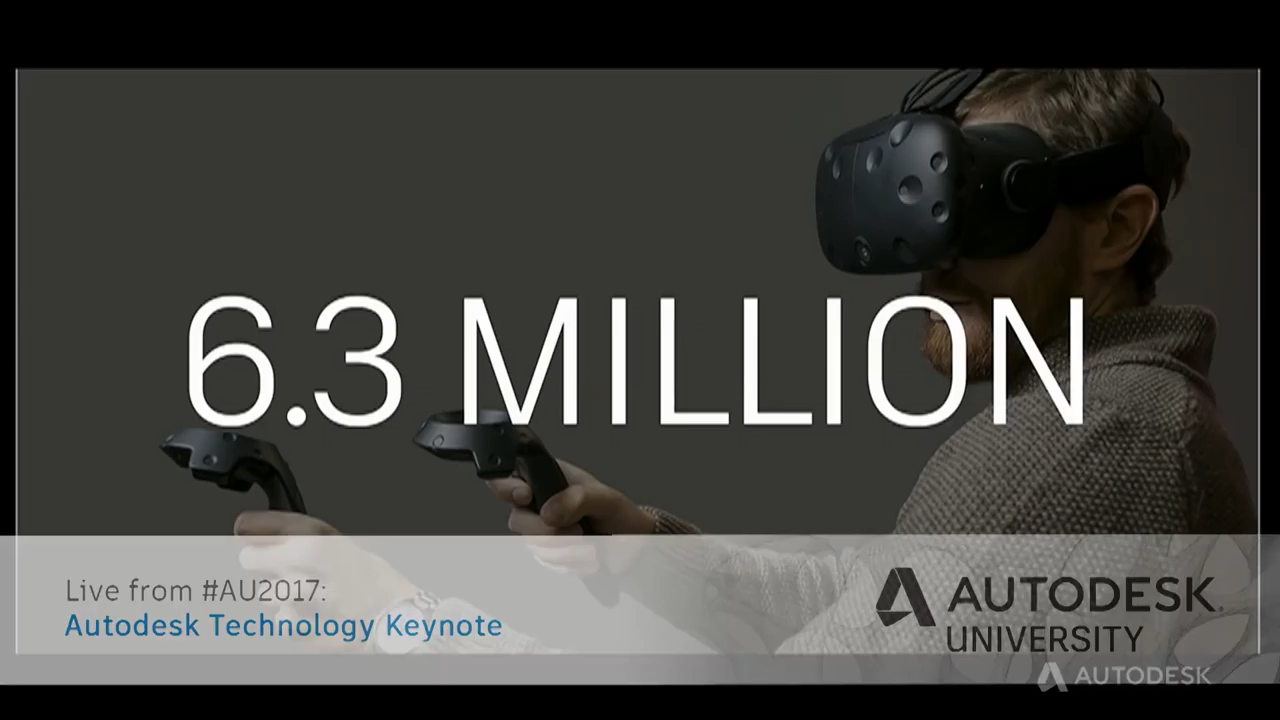 6.3 MILLION
Live from #AU2017:
Autodesk Technology Keynote
AUTODESK®
UNIVERSITY
AUTODESK